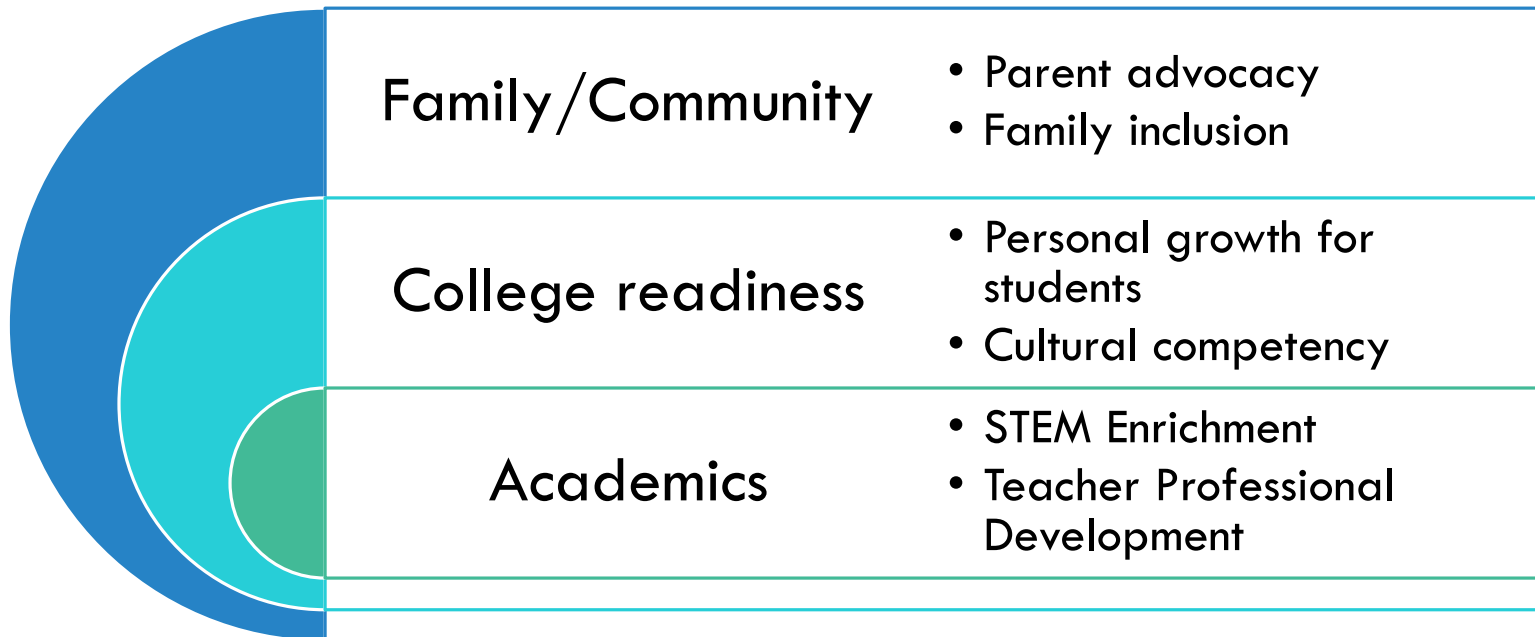 Family/Community
• Parent advocacy
• Family inclusion
College readiness
• Personal growth for
students
• Cultural competency
Academics
• STEM Enrichment
• Teacher Professional
Development